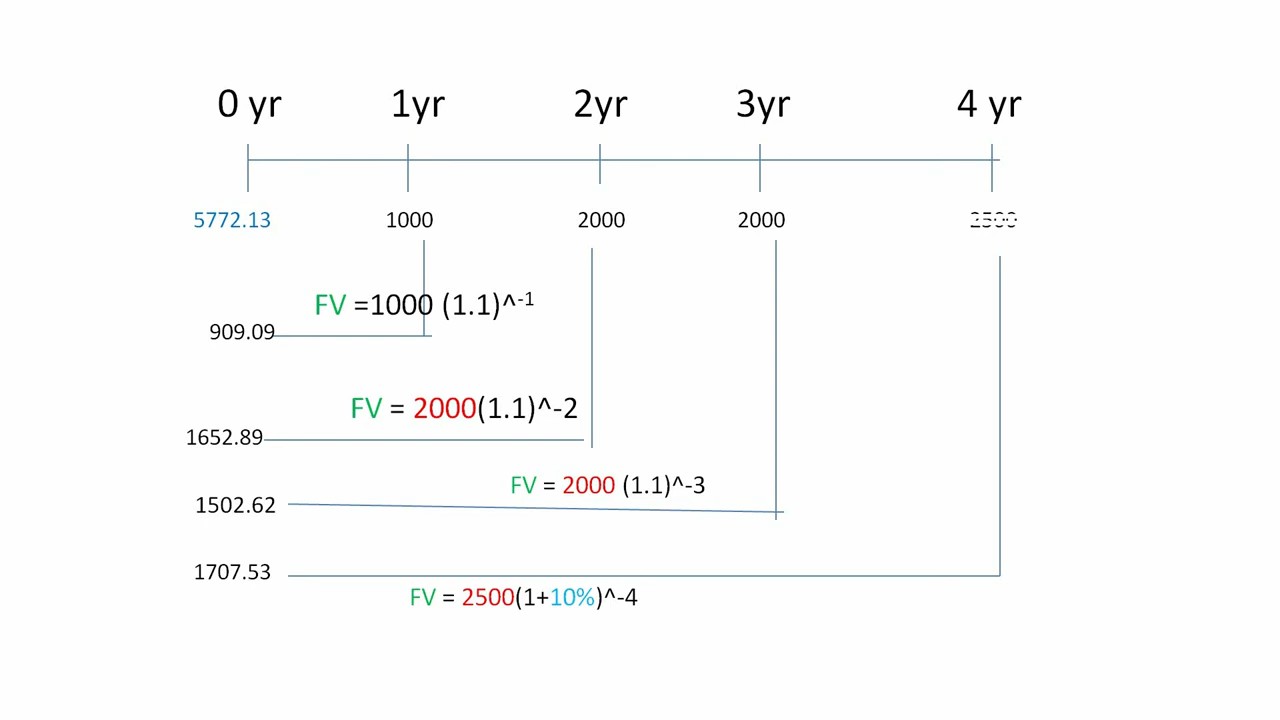 0 yr 1yr 2yr 3yr 4 yr
5772.13 1000 2000 2000 2500
FV =1000 (1.1)^-1
909.09
FV = 2000(1.1)^-2
1652.89
FV = 2000 (1.1)^-3
1502.62
1707.53
FV = 2500(1+10%)^-4